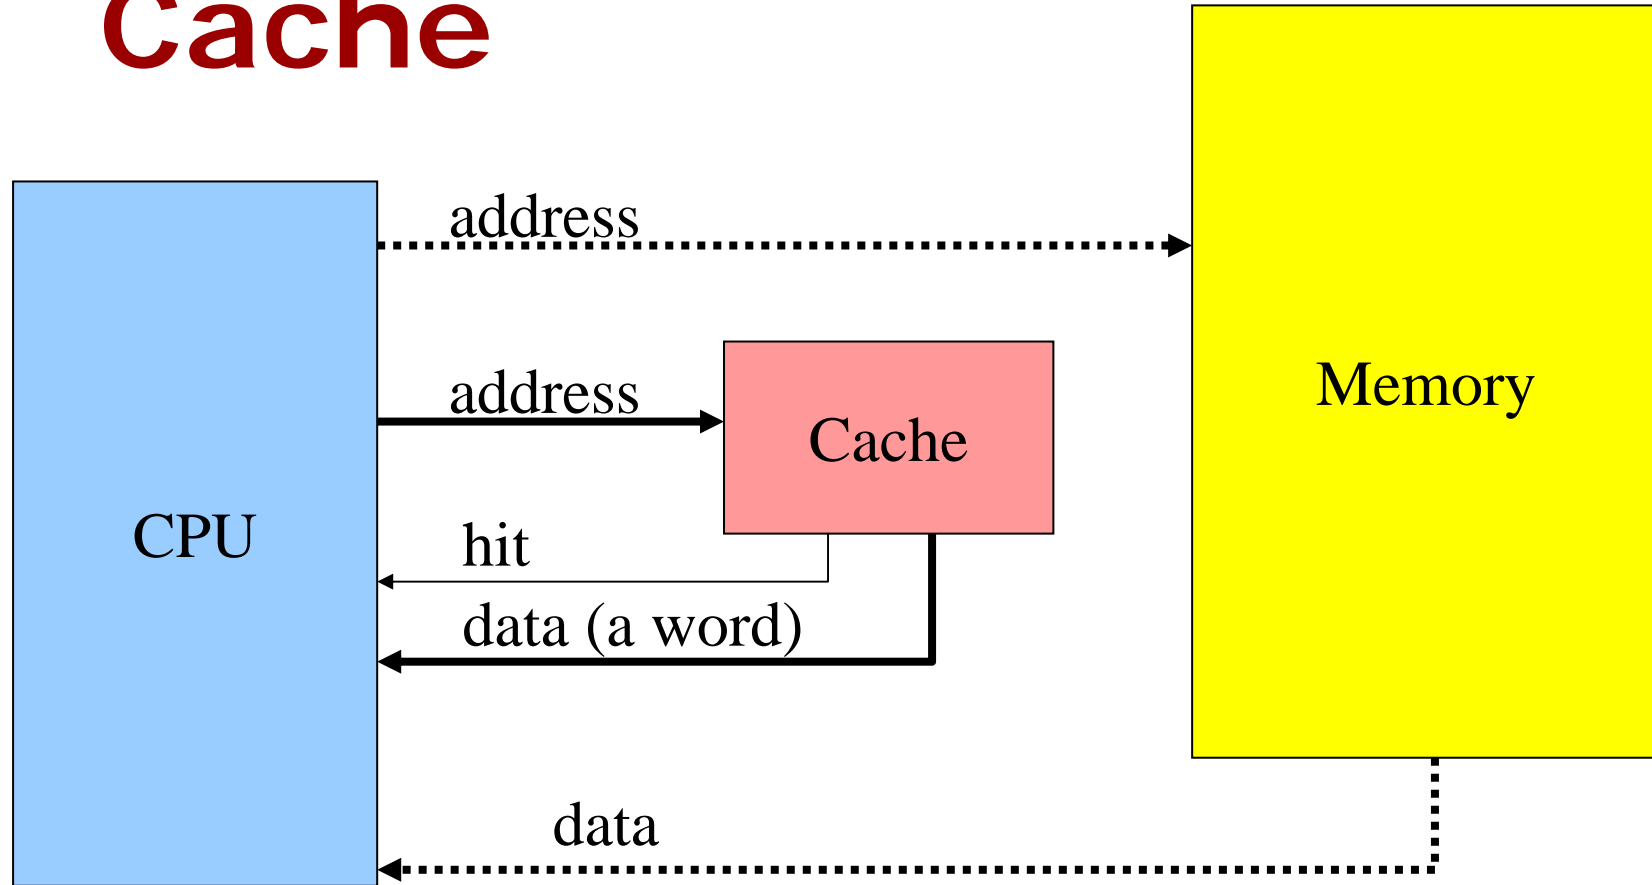 Cache
address
address
Cache
Memory
CPU
hit
data (a word)
data